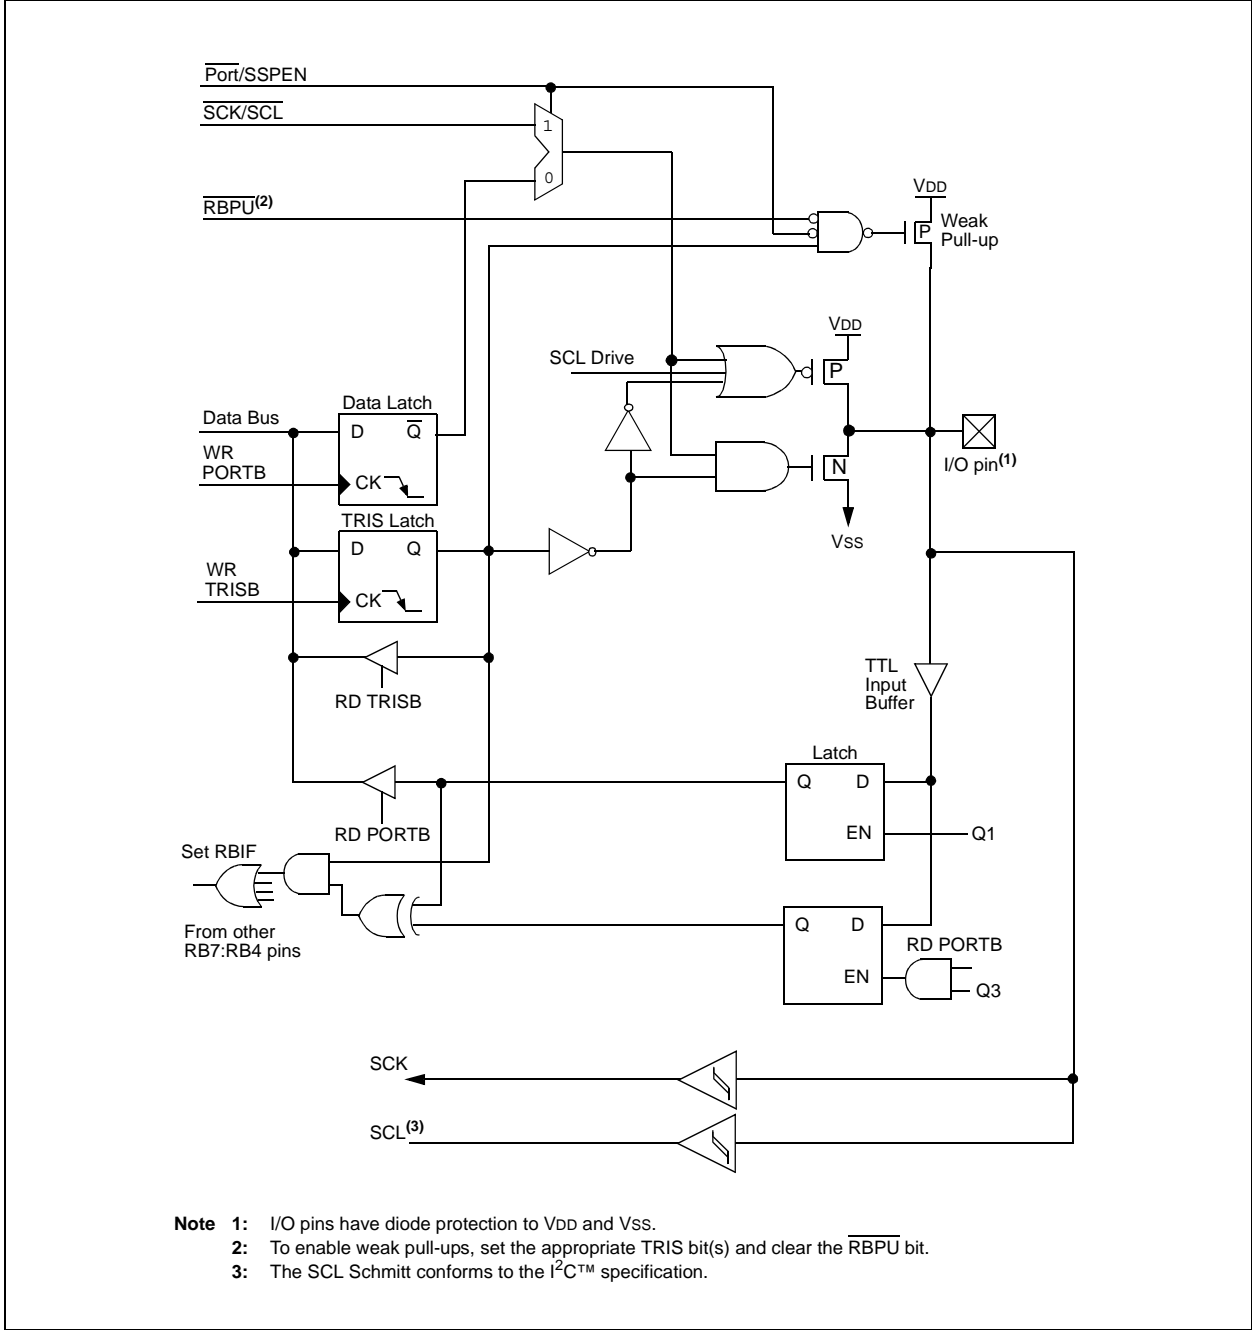 Port/SSPEN
SCK/SCL
1
0
RBPU(2)
VDD
P
Weak
Pull-up
VDD
SCL Drive
P
Data Bus
Data Latch
D Q
WR
PORTB
CK
N
I/O pin(1)
VSS
TRIS Latch
D Q
WR
TRISB
CK
RD TRISB
TTL
Input
Buffer
Latch
Q D
EN
Q1
RD PORTB
Set RBIF
From other
RB7:RB4 pins
Q D
EN
RD PORTB
Q3
SCK
SCL(3)
Note 1: I/O pins have diode protection to VDD and VSS.
2: To enable weak pull-ups, set the appropriate TRIS bit(s) and clear the RBPU bit.
3: The SCL Schmitt conforms to the I2C™ specification.